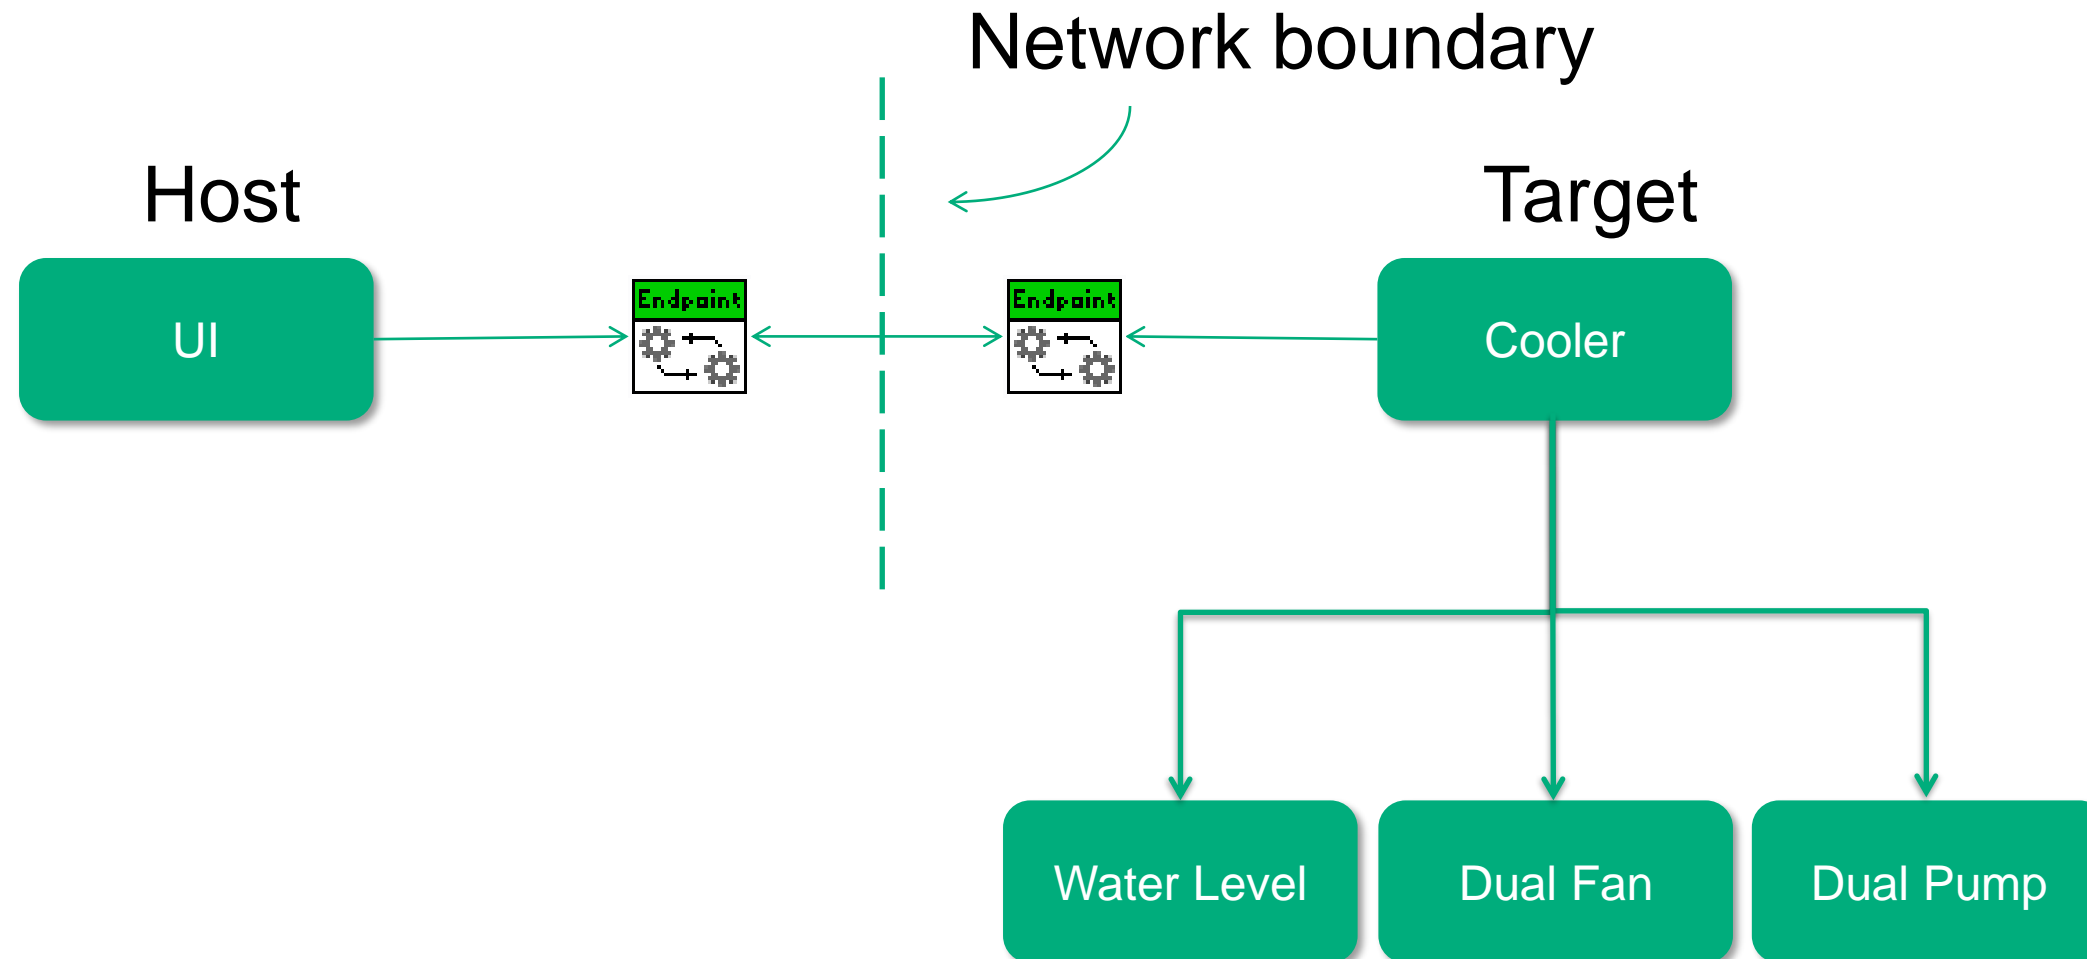 Network boundary
Host
Target
UI
Endpoint
Endpoint
Cooler
Water Level
Dual Fan
Dual Pump